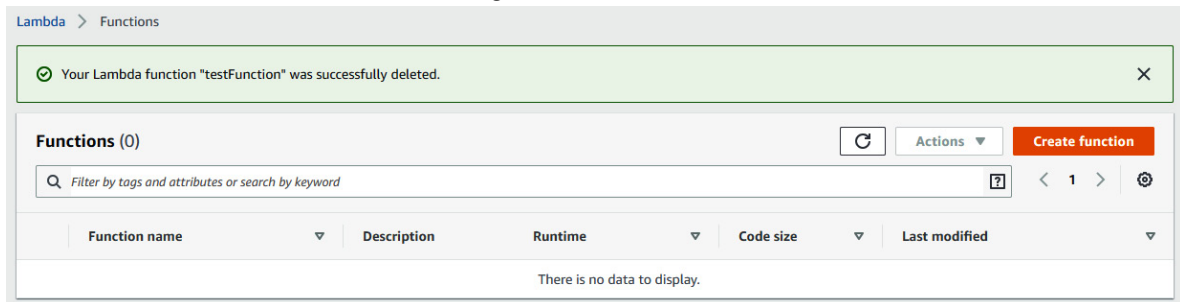 Lambda > Functions
Your Lambda function "testFunction" was successfully deleted.
Functions (0)
Actions
Create function
Filter by tags and attributes or search by keyword
?
< 1 >
Function name Description Runtime Code size Last modified
There is no data to display.